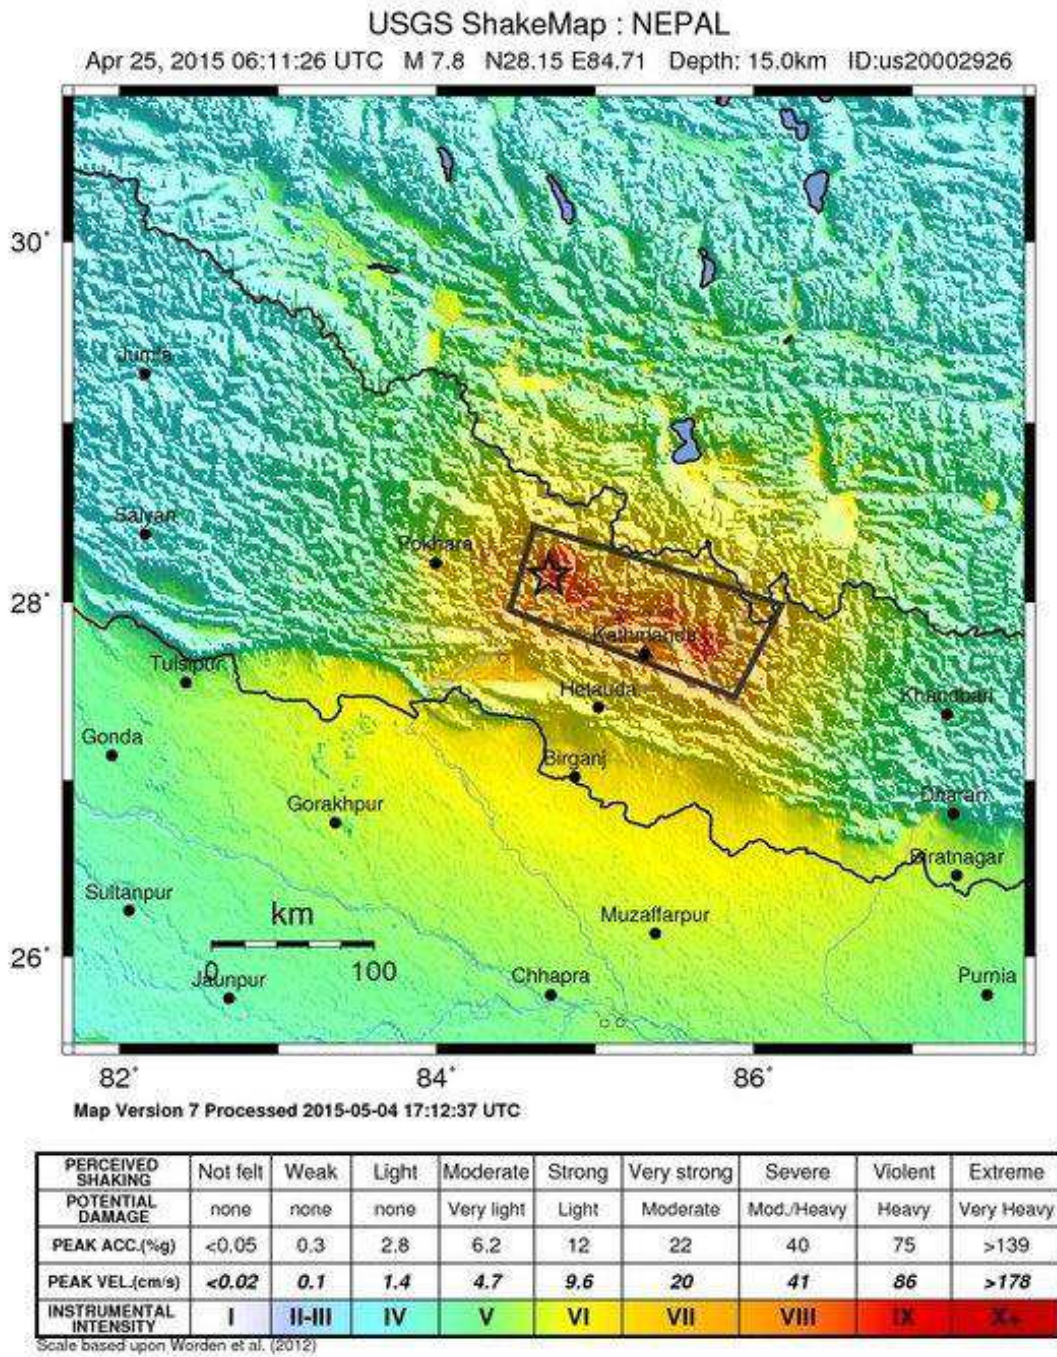 USGS ShakeMap : NEPAL
Apr 25, 2015 06:11:26 UTC M 7.8 N28.15 E84.71 Depth: 15.0km ID:us20002926
30°
Jumla
Salyan
Pokhara
28°
Kathmandu
Tulsipur
Hetauda
Khandbari
Gonda
Birganj
Gorakhpur
Dharan
Biratnagar
Sultanpur
km
Muzaffarpur
26°
0 100
Jaunpur
Chhapra
Purnia
82° 84° 86°
Map Version 7 Processed 2015-05-04 17:12:37 UTC
PERCEIVED SHAKING Not felt Weak Light Moderate Strong Very strong Severe Violent Extreme
POTENTIAL DAMAGE none none none Very light Light Moderate Mod./Heavy Heavy Very Heavy
PEAK ACC.(%g) <0.05 0.3 2.8 6.2 12 22 40 75 >139
PEAK VEL.(cm/s) <0.02 0.1 1.4 4.7 9.6 20 41 86 >178
INSTRUMENTAL INTENSITY I II-III IV V VI VII VIII IX X+
Scale based upon Worden et al. (2012)